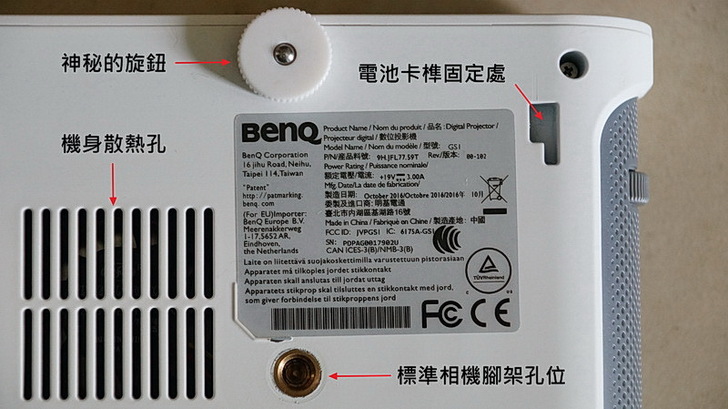 神秘的旋鈕
電池卡榫固定處
機身散熱孔
BenQ
BenQ Corporation
16 jihu Road, Neihu,
Taipei 114,Taiwan
"Patent"
http://patmarking.
benq.com
(For EU)Importer:
BenQ Europe B.V.
Meerenakkerweg
1-17,5652 AR,
Eindhoven,
the Netherlands
Product Name / Nom du produit / 品名: Digital Projector/
Projecteur digital / 數位投影機
Model Name / Nom du modèle / 型號: GS1
P/N/產品料號: 9H.JFL77.59T Rev/版本: 00-102
Power Rating / Puissance nominale/
額定電壓/電流: +19V 3.00A
Mfg. Date/La date de fabrication/
製造日期: October 2016/Octobre 2016/2016年 10月
委製及進口商: 明基電通
臺北市內湖區基湖路16號
Made in China / Fabriqué en Chine / 製造產地: 中國
FCC ID: JVPGS1 IC: 6175A-GS1
SN: PDPAG0017902U
CAN ICES-3(B)/NMB-3(B)
Laite on liitettävä suojakoskettimilla varustettuun pistorasiaan
Apparatet må tilkoples jordet stikkontakt
Apparaten skall anslutas till jordat uttag
Apparatets stikprop skal tilsluttes en stikkontakt med jord,
som giver forbindelse til stikproppens jord
TÜVRheinland
FC CE
標準相機腳架孔位